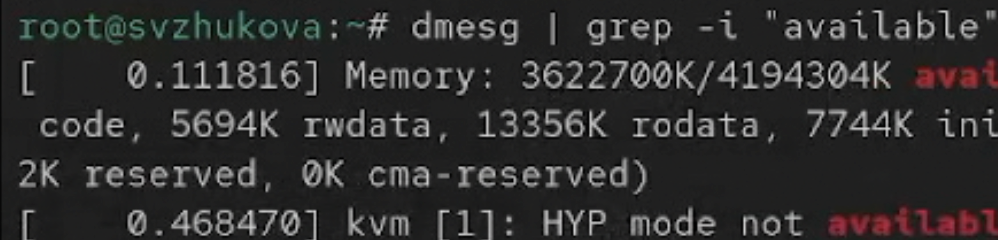 root@svzhukova:~# dmesg | grep -i "available"
[    0.111816] Memory: 3622700K/4194304K avai
 code, 5694K rwdata, 13356K rodata, 7744K ini
2K reserved, 0K cma-reserved)
[    0.468470] kvm [1]: HYP mode not availabl